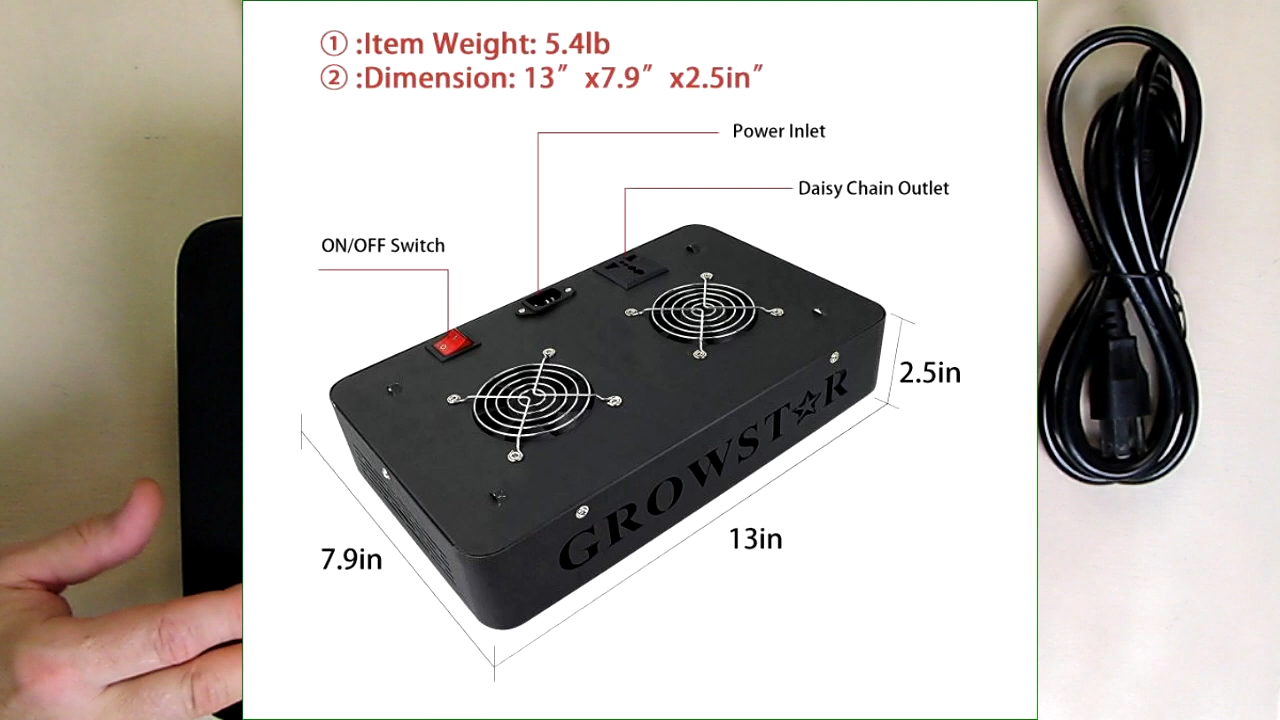 ① :Item Weight: 5.4lb
② :Dimension: 13” x7.9” x2.5in”
Power Inlet
Daisy Chain Outlet
ON/OFF Switch
2.5in
GROWST☆R
13in
7.9in